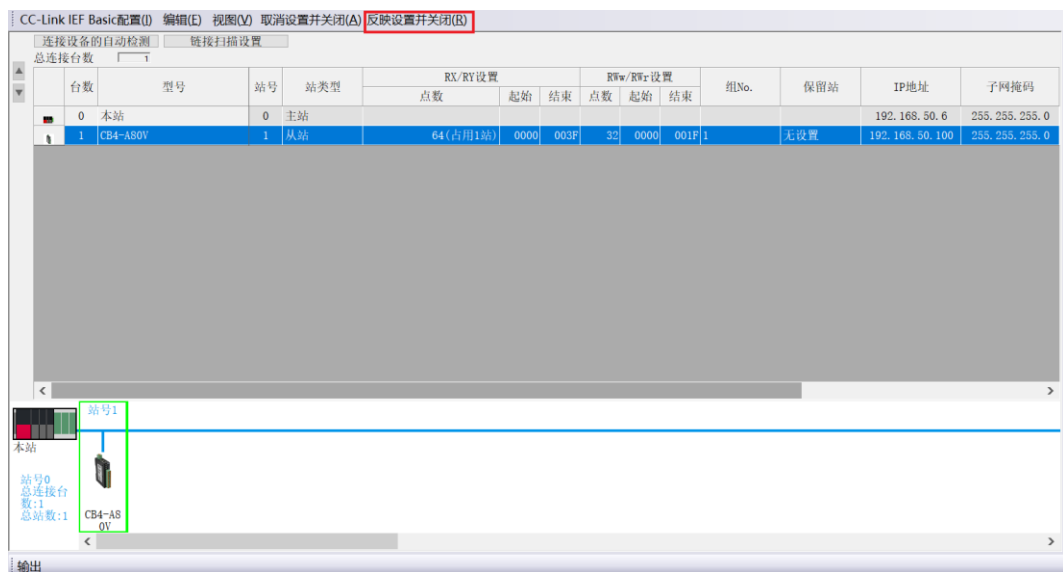 CC-Link IEF Basic配置(I) 编辑(E) 视图(V) 取消设置并关闭(A) 反映设置并关闭(R)
连接设备的自动检测 链接扫描设置
总连接台数 1
台数 型号 站号 站类型 RX/RY设置 RWw/RWr设置 组No. 保留站 IP地址 子网掩码
点数 起始 结束 点数 起始 结束
0 本站 0 主站 192.168.50.6 255.255.255.0
1 CB4-A80V 1 从站 64(占用1站) 0000 003F 32 0000 001F 1 无设置 192.168.50.100 255.255.255.0
站号1
本站
站号0
总连接台
数:1
总站数:1
CB4-A8
0V
输出